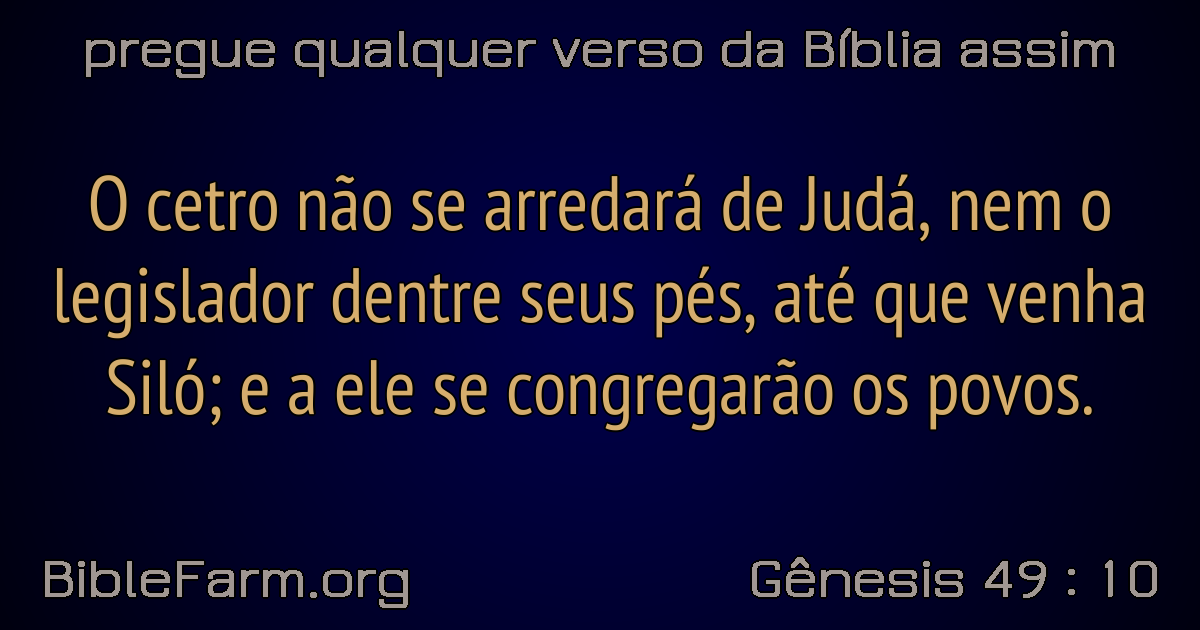 pregue qualquer verso da Bíblia assim
O cetro não se arredará de Judá, nem o
legislador dentre seus pés, até que venha
Siló; e a ele se congregarão os povos.
BibleFarm.org
Gênesis 49 : 10